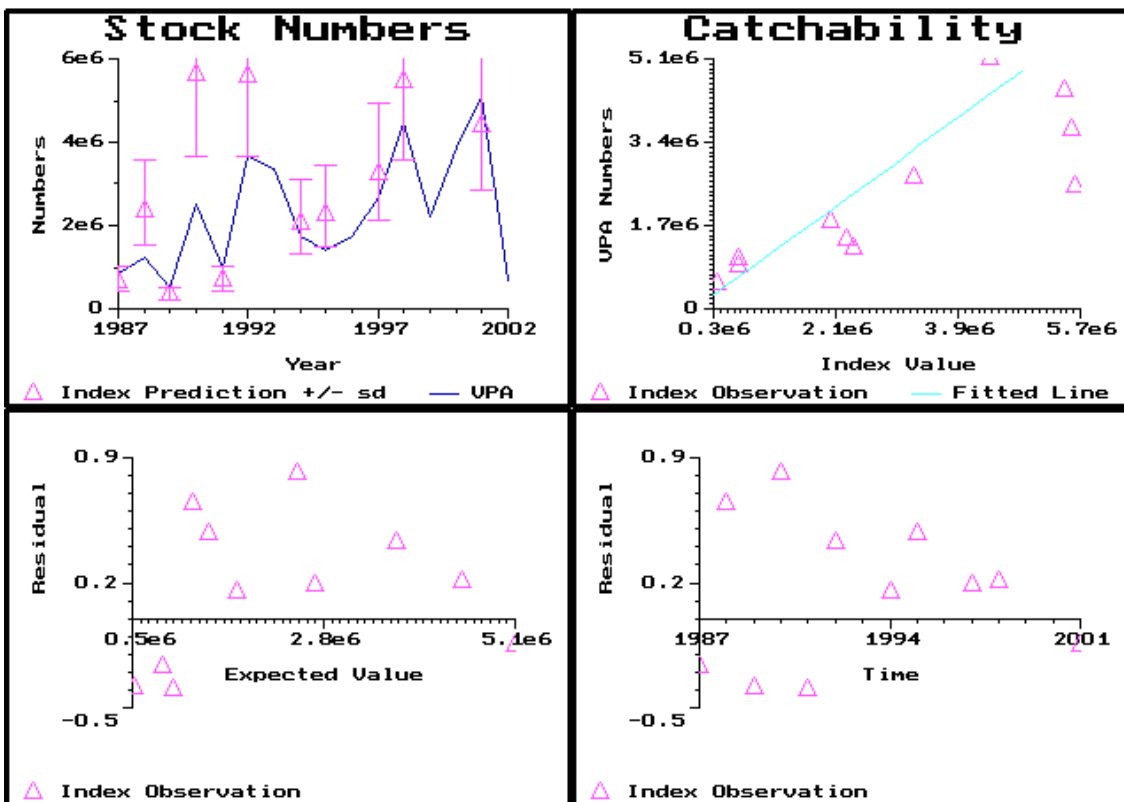 Stock Numbers
6e6
4e6
2e6
0
Numbers
1987 1992 1997 2002
Year
Index Prediction +/- sd VPA
Catchability
5.1e6
3.4e6
1.7e6
0
VPA Numbers
0.3e6 2.1e6 3.9e6 5.7e6
Index Value
Index Observation Fitted Line
0.9
0.2
-0.5
Residual
0.5e6 2.8e6 5.1e6
Expected Value
Index Observation
0.9
0.2
-0.5
Residual
1987 1994 2001
Time
Index Observation